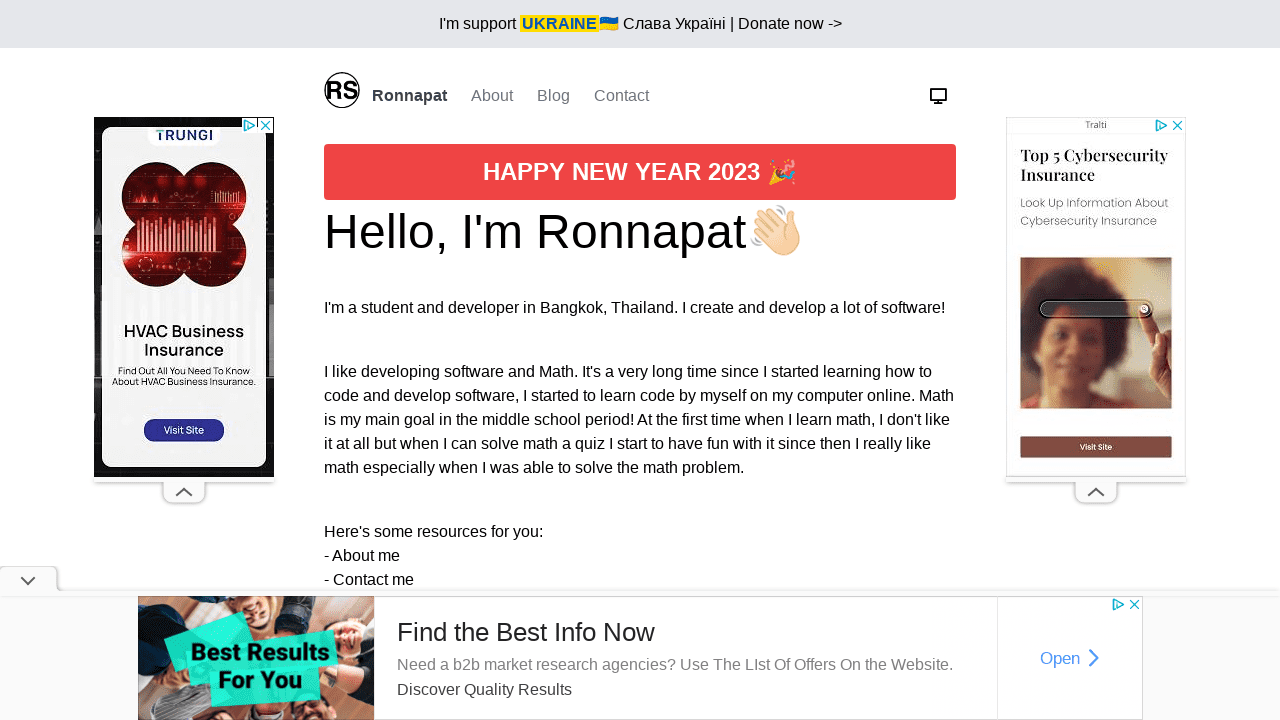 I'm support UKRAINE🇺🇦 Слава Україні | Donate now ->
RS Ronnapat About Blog Contact
TRUNGI
HVAC Business
Insurance
Find Out All You Need To Know
About HVAC Business Insurance.
Visit Site
HAPPY NEW YEAR 2023 🎉
Hello, I'm Ronnapat👋🏻
I'm a student and developer in Bangkok, Thailand. I create and develop a lot of software!
I like developing software and Math. It's a very long time since I started learning how to
code and develop software, I started to learn code by myself on my computer online. Math
is my main goal in the middle school period! At the first time when I learn math, I don't like
it at all but when I can solve math a quiz I start to have fun with it since then I really like
math especially when I was able to solve the math problem.
Here's some resources for you:
- About me
- Contact me
Tralti
Top 5 Cybersecurity
Insurance
Look Up Information About
Cybersecurity Insurance
Visit Site
Best Results
For You
Find the Best Info Now
Need a b2b market research agencies? Use The LIst Of Offers On the Website.
Discover Quality Results
Open